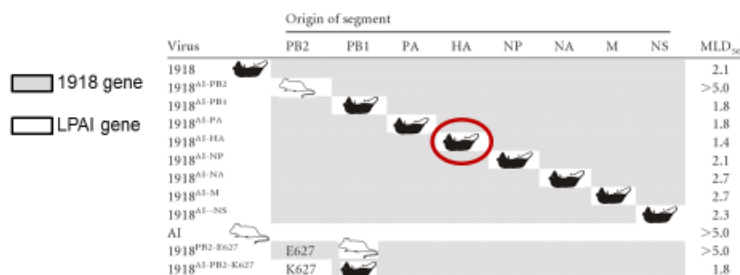 Origin of segment
Virus PB2 PB1 PA HA NP NA M NS MLD50
1918 2.1
1918AI-PB2 >5.0
1918AI-PB1 1.8
1918AI-PA 1.8
1918AI-HA 1.4
1918AI-NP 2.1
1918AI-NA 2.7
1918AI-M 2.7
1918AI--NS 2.3
AI >5.0
1918PB2-E627 E627 >5.0
1918AI-PB2-K627 K627 1.8
1918 gene
LPAI gene